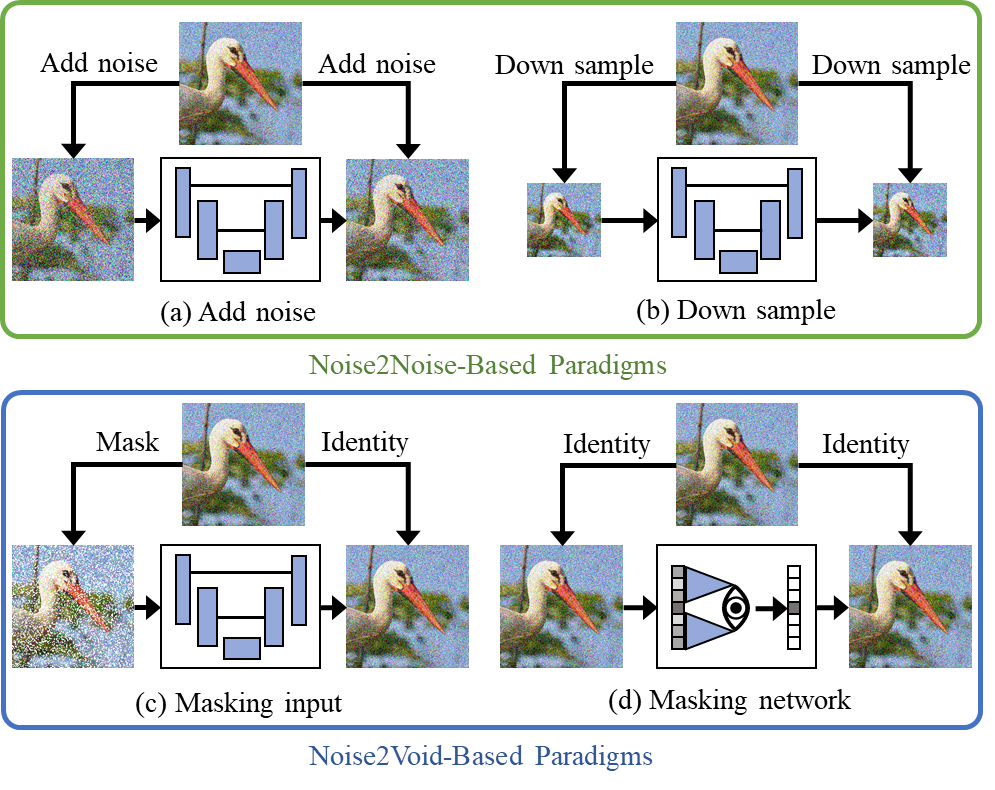 Add noise
Add noise
Down sample
Down sample
(a) Add noise
(b) Down sample
Noise2Noise-Based Paradigms
Mask
Identity
Identity
Identity
(c) Masking input
(d) Masking network
Noise2Void-Based Paradigms